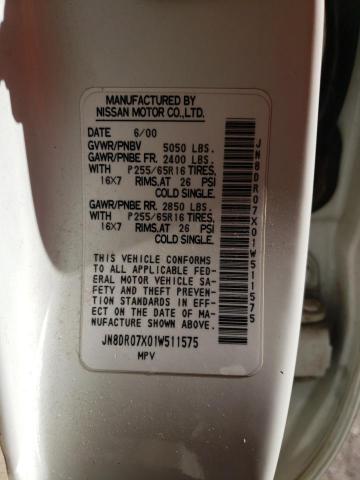 MANUFACTURED BY
NISSAN MOTOR CO.,LTD.
DATE 6/00
GVWR/PNBV 5050 LBS.
GAWR/PNBE FR. 2400 LBS.
WITH P255/65R16 TIRES,
16X7 RIMS,AT 26 PSI
COLD SINGLE.
GAWR/PNBE RR. 2850 LBS.
WITH P255/65R16 TIRES,
16X7 RIMS,AT 26 PSI
COLD SINGLE.
THIS VEHICLE CONFORMS
TO ALL APPLICABLE FED-
ERAL MOTOR VEHICLE SA-
FETY AND THEFT PREVEN-
TION STANDARDS IN EFF-
ECT ON THE DATE OF MA-
NUFACTURE SHOWN ABOVE.
JN8DR07X01W511575
MPV
JN8DR07X01W511575